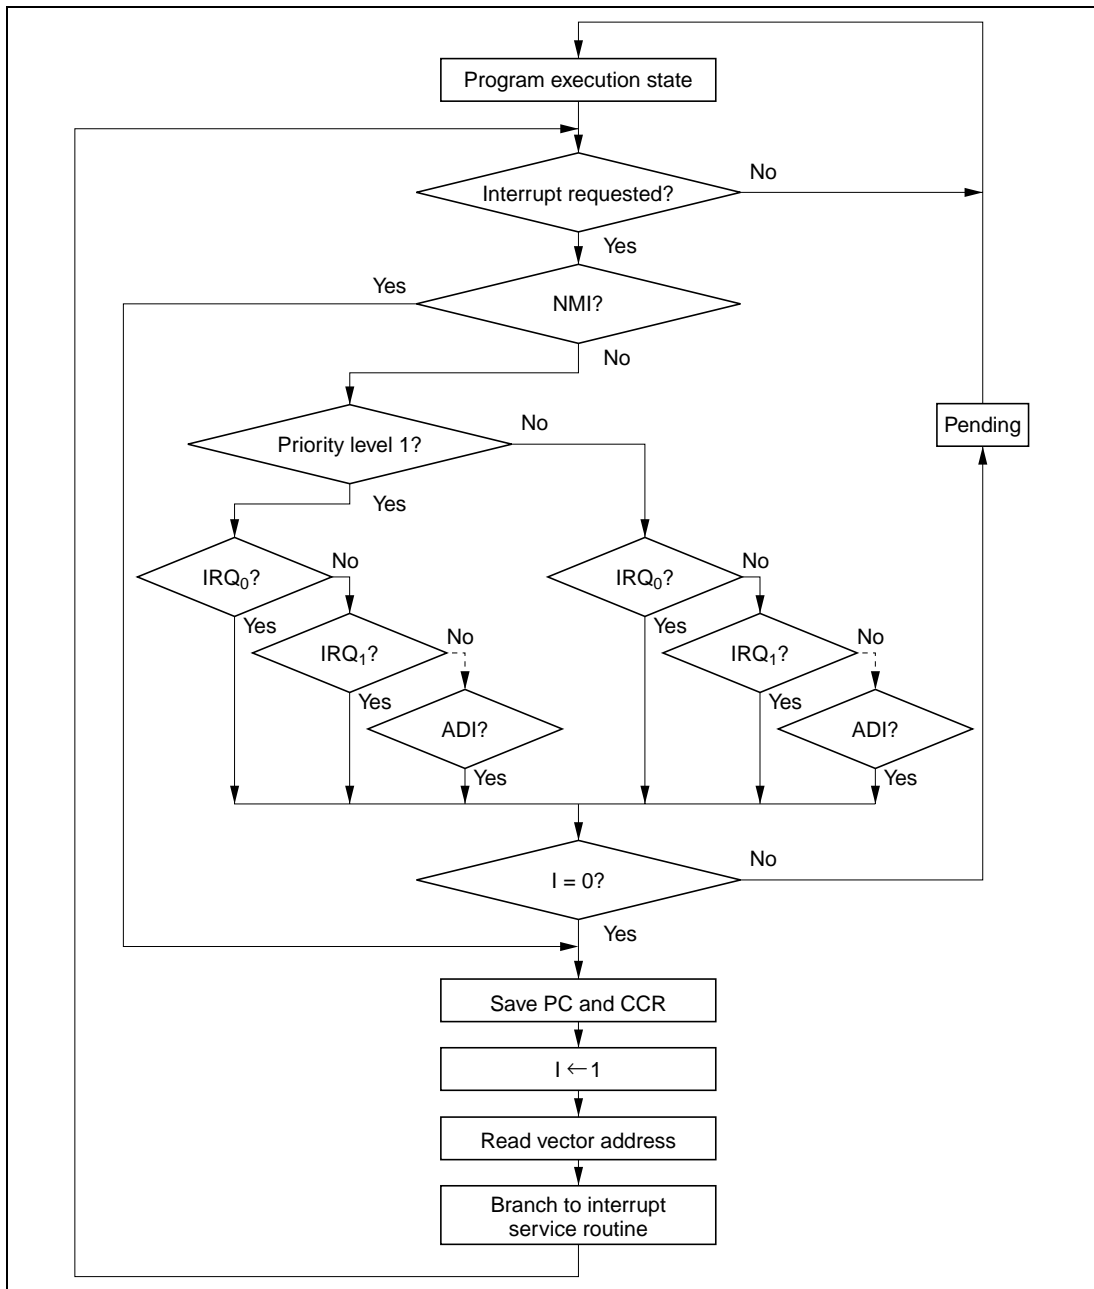 Program execution state
Interrupt requested?
No
Yes
Yes
NMI?
No
Priority level 1?
No
Pending
Yes
IRQ0?
No
IRQ0?
No
Yes
IRQ1?
No
Yes
IRQ1?
No
Yes
ADI?
Yes
ADI?
Yes
Yes
I = 0?
No
Yes
Save PC and CCR
I ←1
Read vector address
Branch to interrupt
service routine